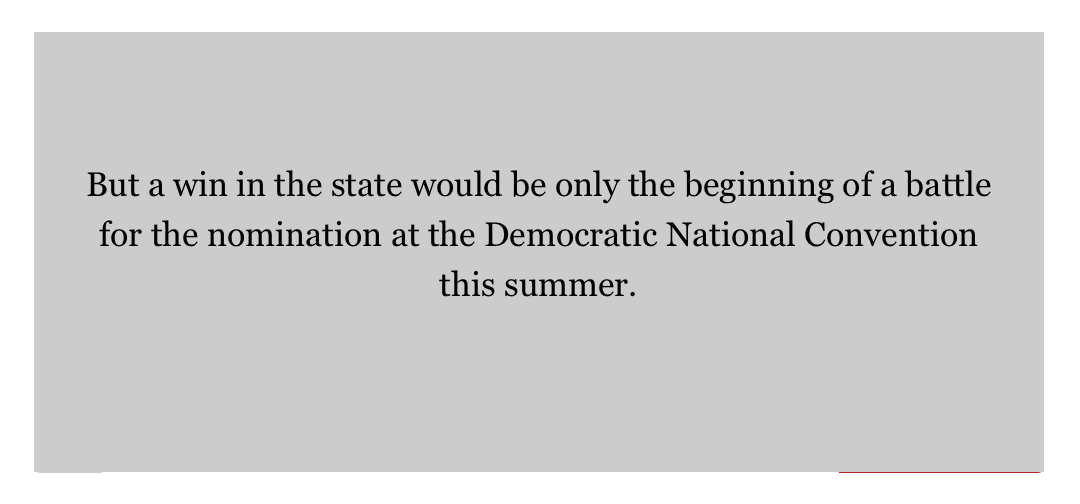 But a win in the state would be only the beginning of a battle
for the nomination at the Democratic National Convention
this summer.